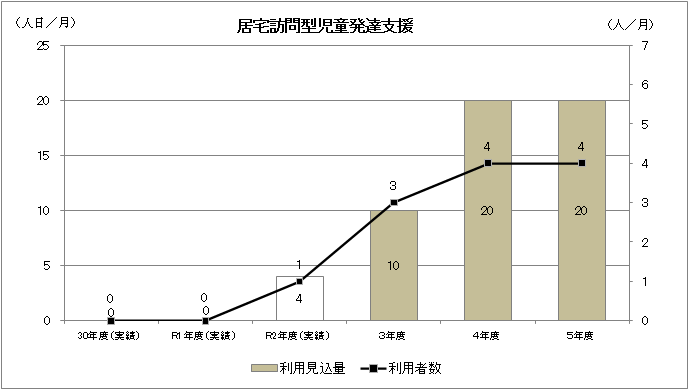 居宅訪問型児童発達支援
（人日／月）
（人／月）
25
20
15
10
5
0
7
6
5
4
3
2
1
0
0
0
0
0
1
4
3
10
4
20
4
20
30年度（実績）
R1年度（実績）
R2年度（実績）
3年度
4年度
5年度
利用見込量
利用者数